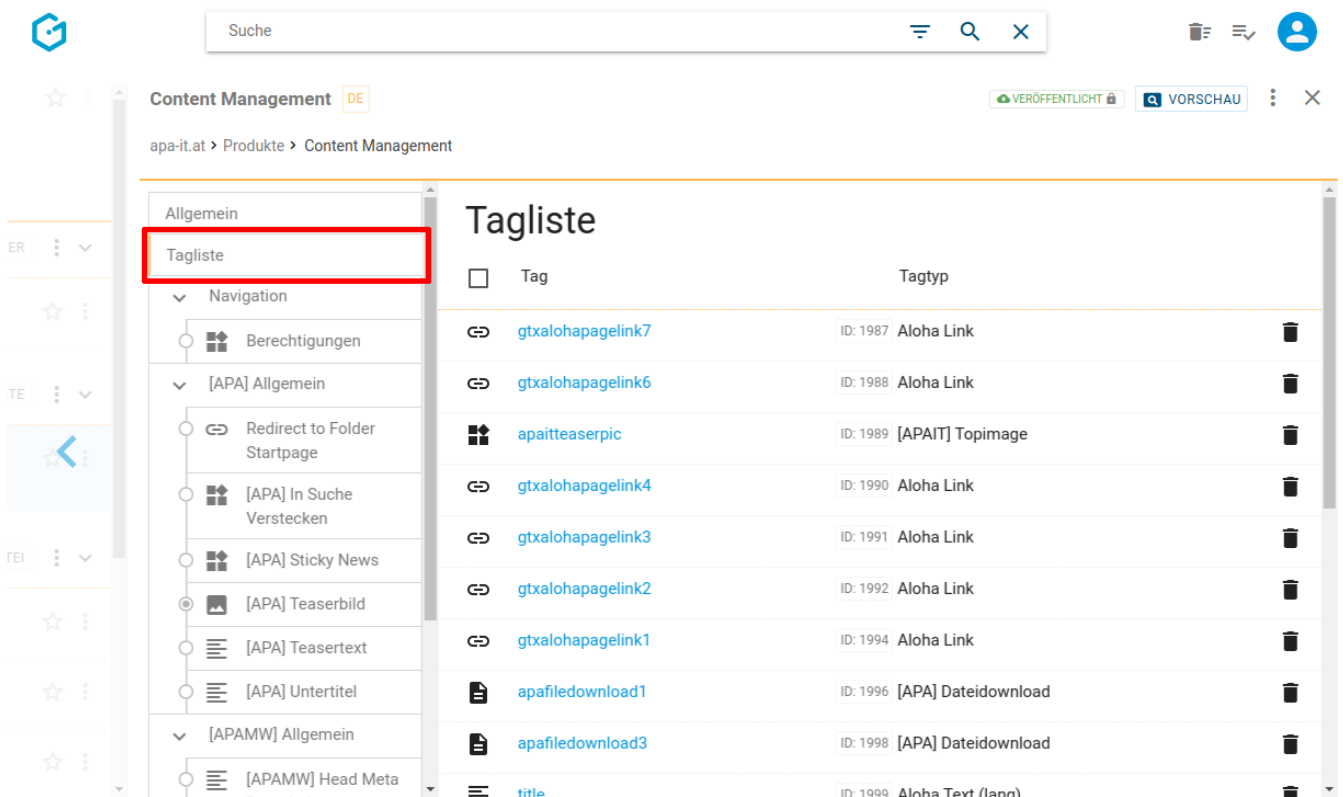 Suche
Content Management DE
VERÖFFENTLICHT
VORSCHAU
apa-it.at > Produkte > Content Management
ER
TE
TEI
Allgemein
Tagliste
Navigation
Berechtigungen
[APA] Allgemein
Redirect to Folder
Startpage
[APA] In Suche
Verstecken
[APA] Sticky News
[APA] Teaserbild
[APA] Teasertext
[APA] Untertitel
[APAMW] Allgemein
[APAMW] Head Meta
Tagliste
Tag Tagtyp
gtxalohapagelink7 ID: 1987 Aloha Link
gtxalohapagelink6 ID: 1988 Aloha Link
apaitteaserpic ID: 1989 [APAIT] Topimage
gtxalohapagelink4 ID: 1990 Aloha Link
gtxalohapagelink3 ID: 1991 Aloha Link
gtxalohapagelink2 ID: 1992 Aloha Link
gtxalohapagelink1 ID: 1994 Aloha Link
apafiledownload1 ID: 1996 [APA] Dateidownload
apafiledownload3 ID: 1998 [APA] Dateidownload
title ID: 1999 Aloha Text (lang)